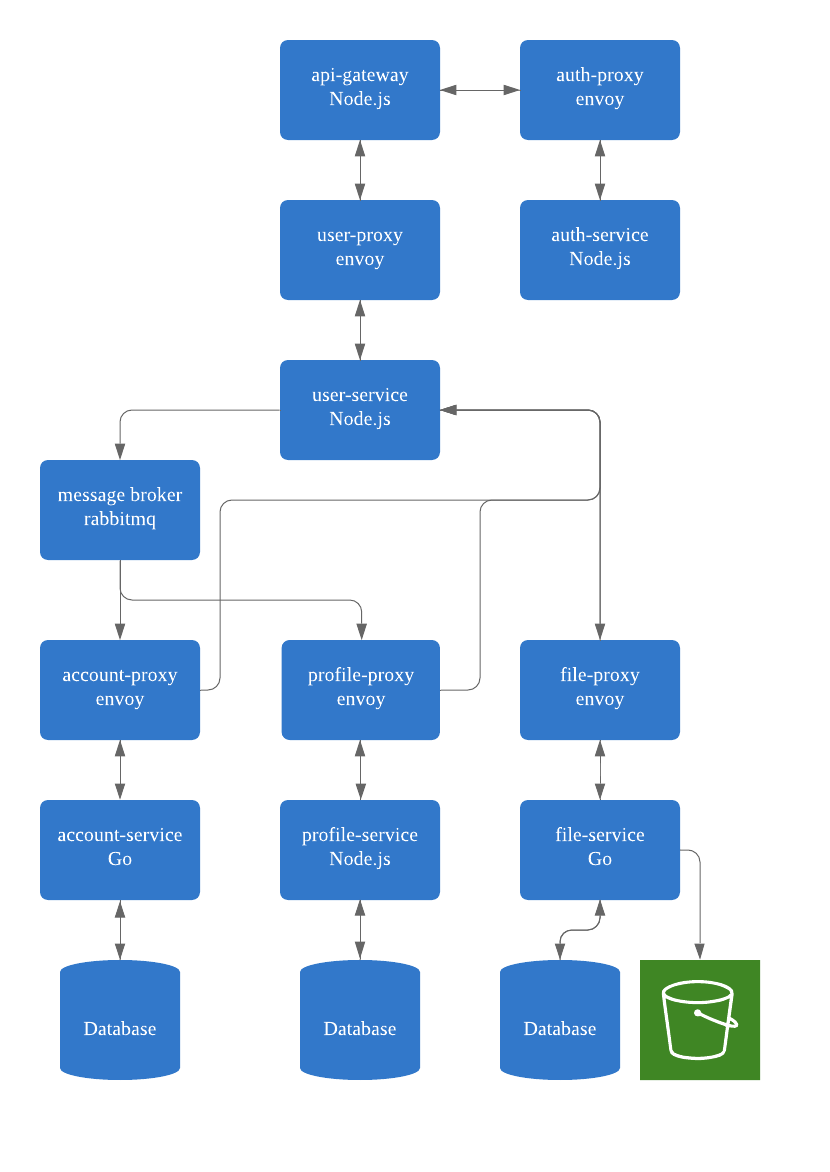 api-gateway
Node.js
auth-proxy
envoy
user-proxy
envoy
auth-service
Node.js
user-service
Node.js
message broker
rabbitmq
account-proxy
envoy
profile-proxy
envoy
file-proxy
envoy
account-service
Go
profile-service
Node.js
file-service
Go
Database
Database
Database